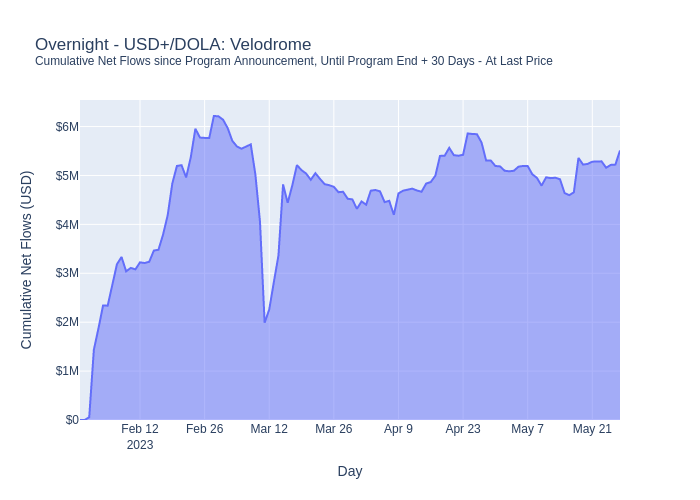 Overnight - USD+/DOLA: Velodrome
Cumulative Net Flows since Program Announcement, Until Program End + 30 Days - At Last Price
Cumulative Net Flows (USD)
$6M
$5M
$4M
$3M
$2M
$1M
$0
Feb 12 Feb 26 Mar 12 Mar 26 Apr 9 Apr 23 May 7 May 21
2023
Day